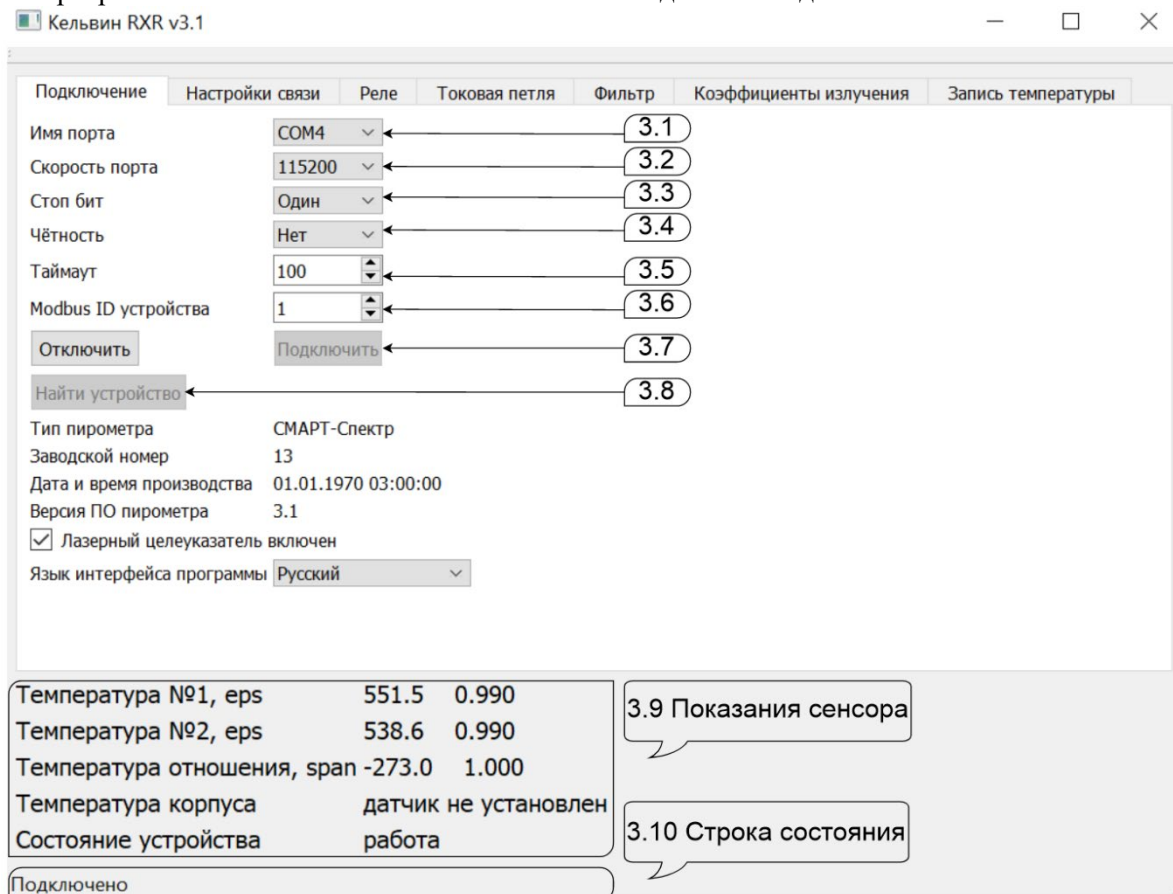 Кельвин RXR v3.1
Подключение Настройки связи Реле Токовая петля Фильтр Коэффициенты излучения Запись температуры
Имя порта COM4 3.1
Скорость порта 115200 3.2
Стоп бит Один 3.3
Чётность Нет 3.4
Таймаут 100 3.5
Modbus ID устройства 1 3.6
Отключить Подключить 3.7
Найти устройство 3.8
Тип пирометра СМАРТ-Спектр
Заводской номер 13
Дата и время производства 01.01.1970 03:00:00
Версия ПО пирометра 3.1
Лазерный целеуказатель включен
Язык интерфейса программы Русский
Температура №1, eps 551.5 0.990
3.9 Показания сенсора
Температура №2, eps 538.6 0.990
Температура отношения, span -273.0 1.000
Температура корпуса датчик не установлен
3.10 Строка состояния
Состояние устройства работа
Подключено